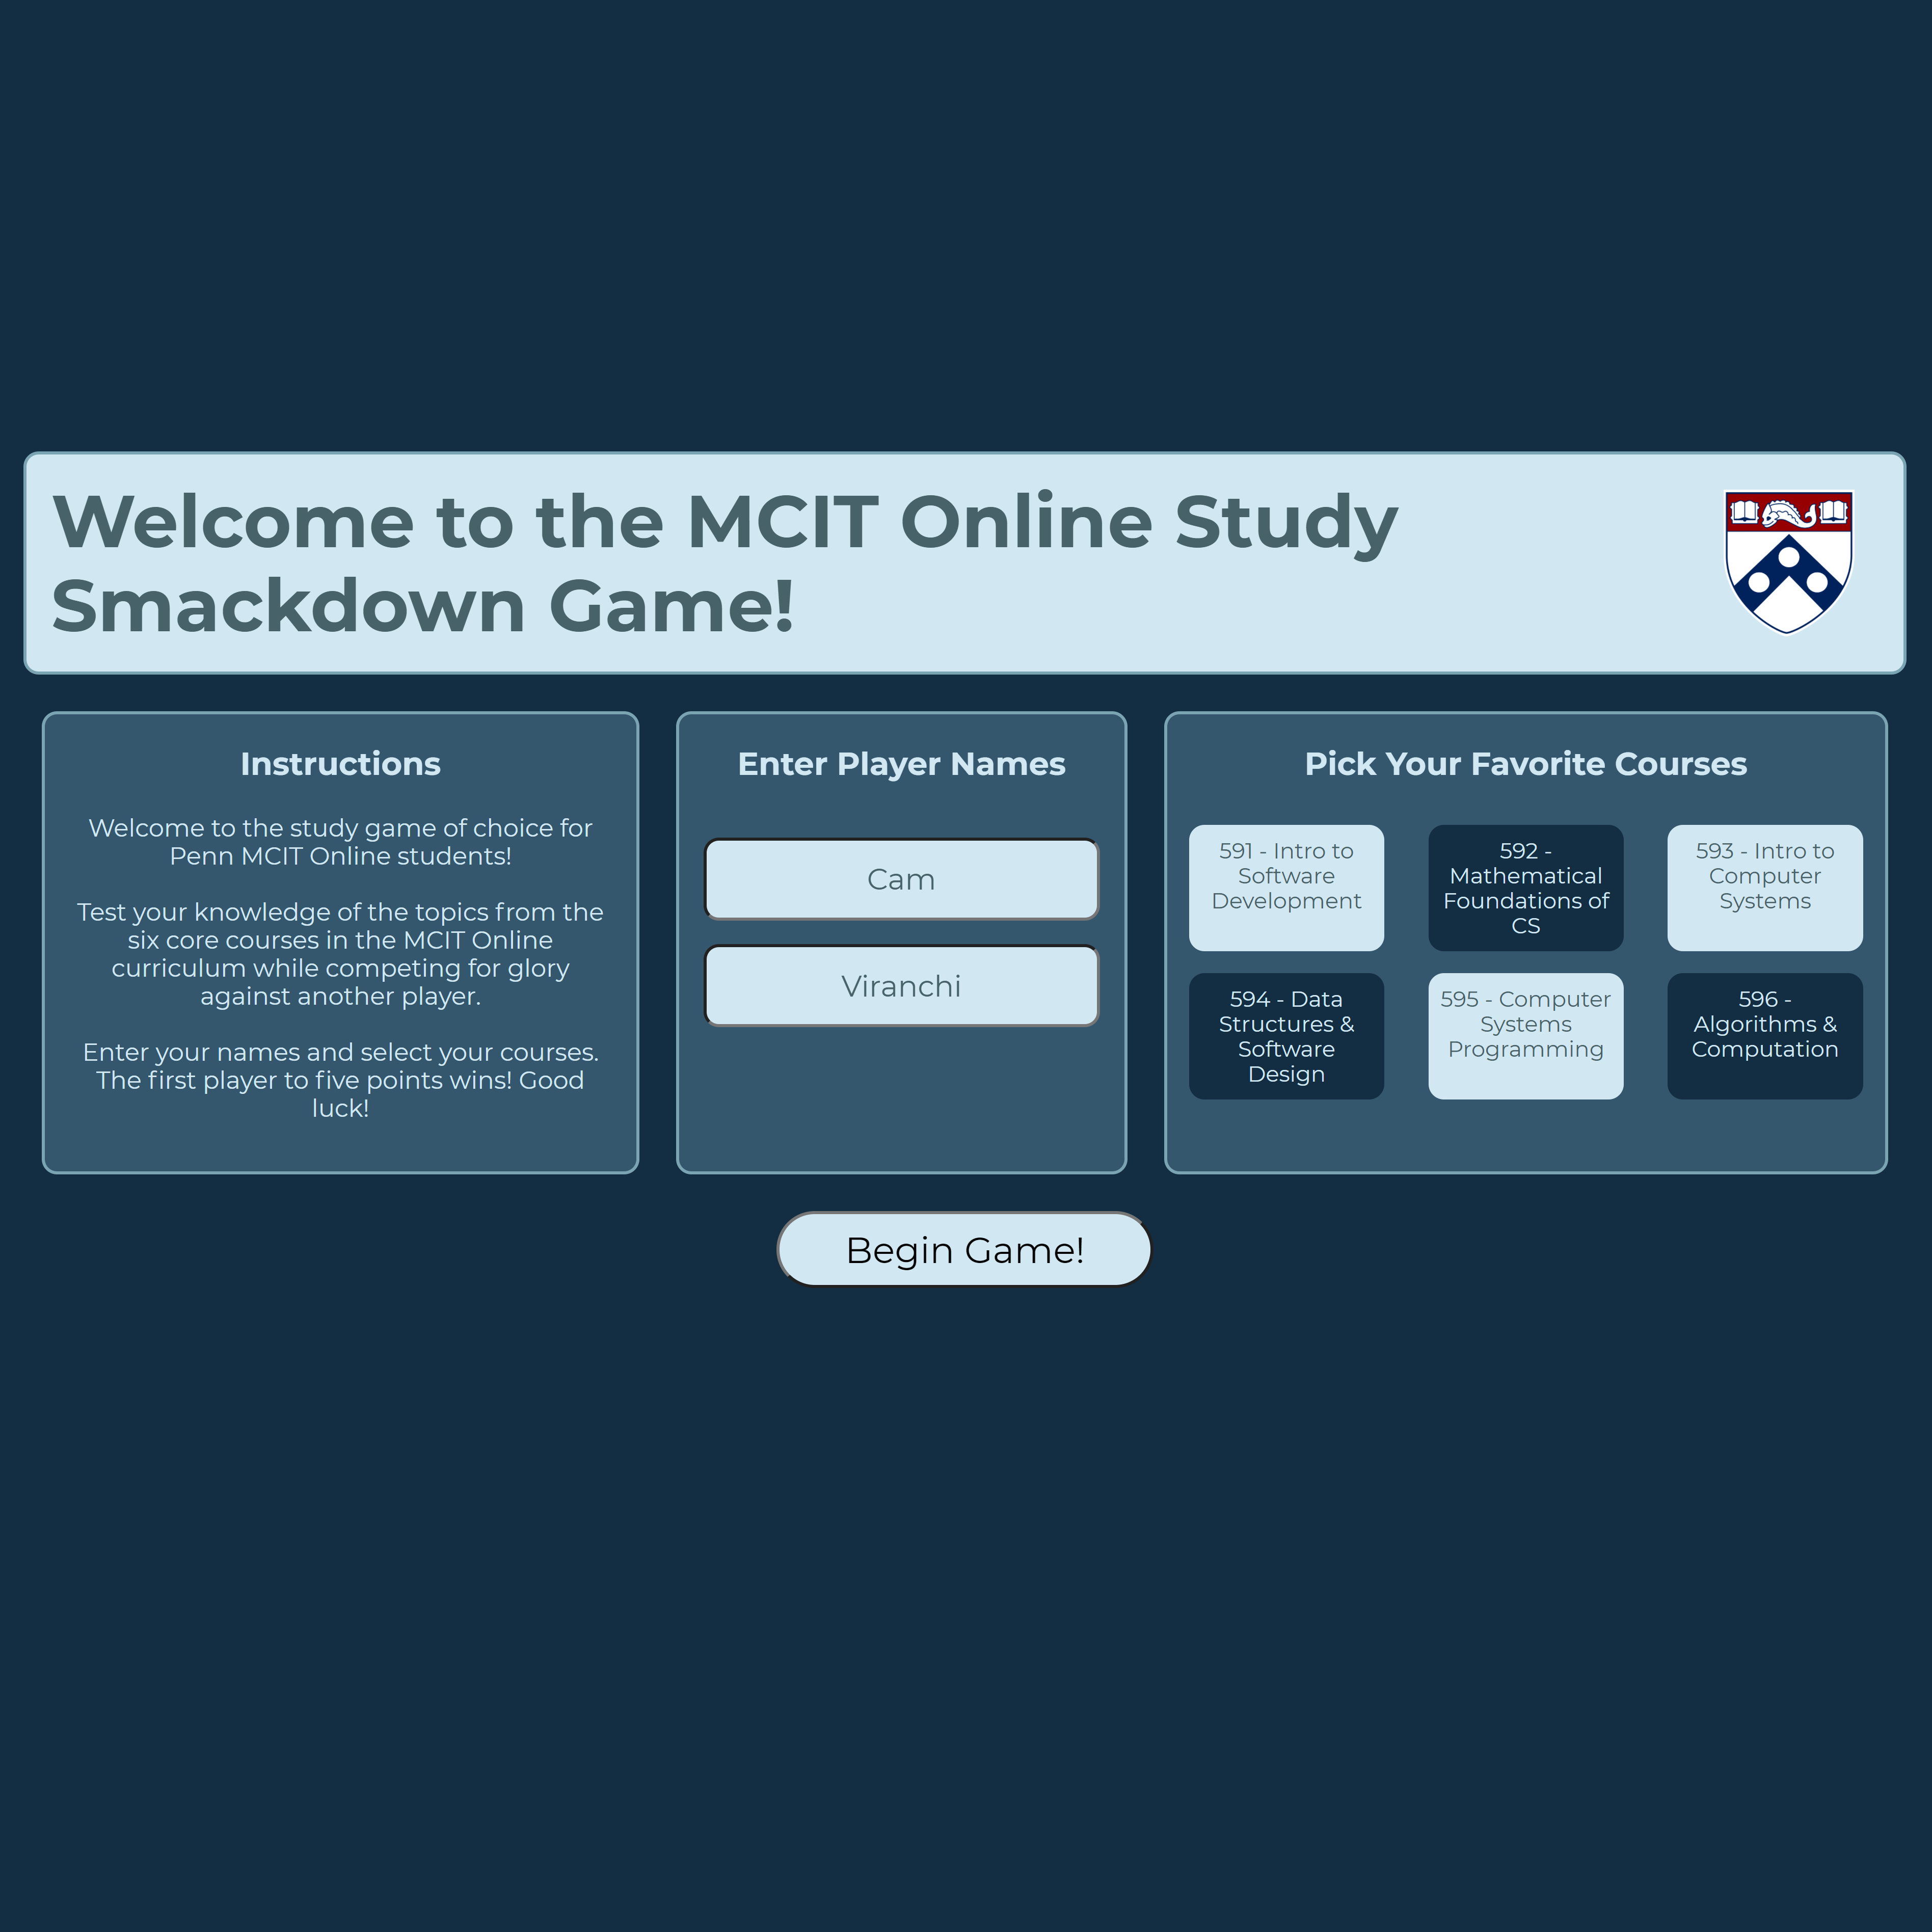 Welcome to the MCIT Online Study
Smackdown Game!
Instructions
Welcome to the study game of choice for
Penn MCIT Online students!
Test your knowledge of the topics from the
six core courses in the MCIT Online
curriculum while competing for glory
against another player.
Enter your names and select your courses.
The first player to five points wins! Good
luck!
Enter Player Names
Cam
Viranchi
Pick Your Favorite Courses
591 - Intro to
Software
Development
592 -
Mathematical
Foundations of
CS
593 - Intro to
Computer
Systems
594 - Data
Structures &
Software
Design
595 - Computer
Systems
Programming
596 -
Algorithms &
Computation
Begin Game!